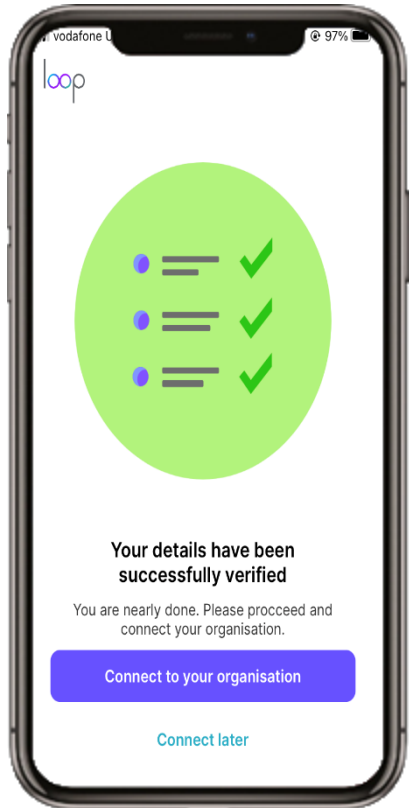 vodafone U
97%
loop
Your details have been
successfully verified
You are nearly done. Please procceed and
connect your organisation.
Connect to your organisation
Connect later